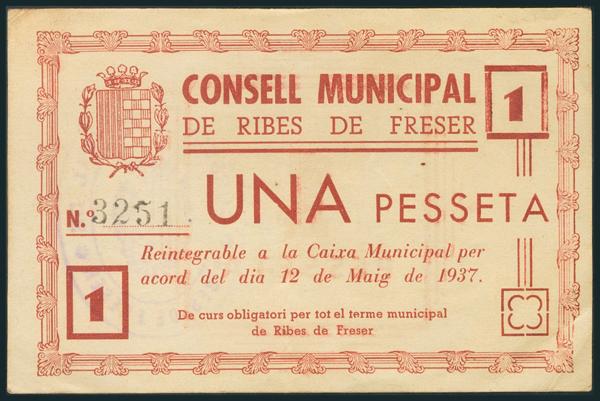 CONSELL MUNICIPAL
DE RIBES DE FRESER
1
UNA PESSETA
N.º 3251
Reintegrable a la Caixa Municipal per
acord del dia 12 de Maig de 1937.
1
De curs obligatori per tot el terme municipal
de Ribes de Freser